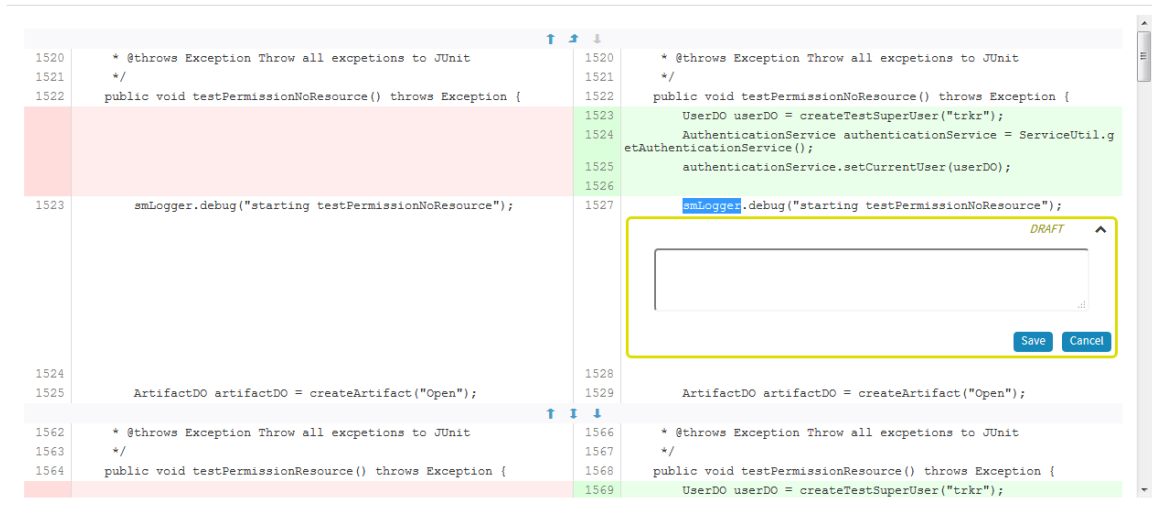 1520 * @throws Exception Throw all excpetions to JUnit 1520 * @throws Exception Throw all excpetions to JUnit
1521 */ 1521 */
1522 public void testPermissionNoResource() throws Exception { 1522 public void testPermissionNoResource() throws Exception {
1523 UserDO userDO = createTestSuperUser("trkr");
1524 AuthenticationService authenticationService = ServiceUtil.g
etAuthenticationService();
1525 authenticationService.setCurrentUser(userDO);
1526
1523 smLogger.debug("starting testPermissionNoResource"); 1527 smLogger.debug("starting testPermissionNoResource");
DRAFT
Save Cancel
1524 1528
1525 ArtifactDO artifactDO = createArtifact("Open"); 1529 ArtifactDO artifactDO = createArtifact("Open");
1562 * @throws Exception Throw all excpetions to JUnit 1566 * @throws Exception Throw all excpetions to JUnit
1563 */ 1567 */
1564 public void testPermissionResource() throws Exception { 1568 public void testPermissionResource() throws Exception {
1569 UserDO userDO = createTestSuperUser("trkr");